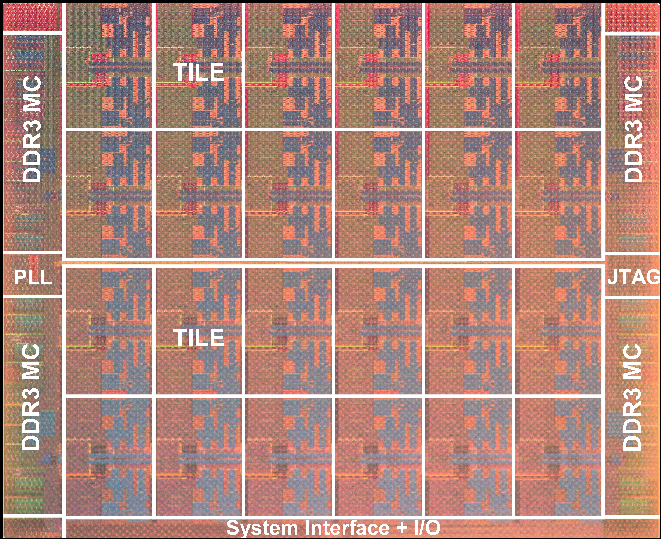 DDR3 MC
TILE
DDR3 MC
PLL
JTAG
DDR3 MC
TILE
DDR3 MC
System Interface + I/O